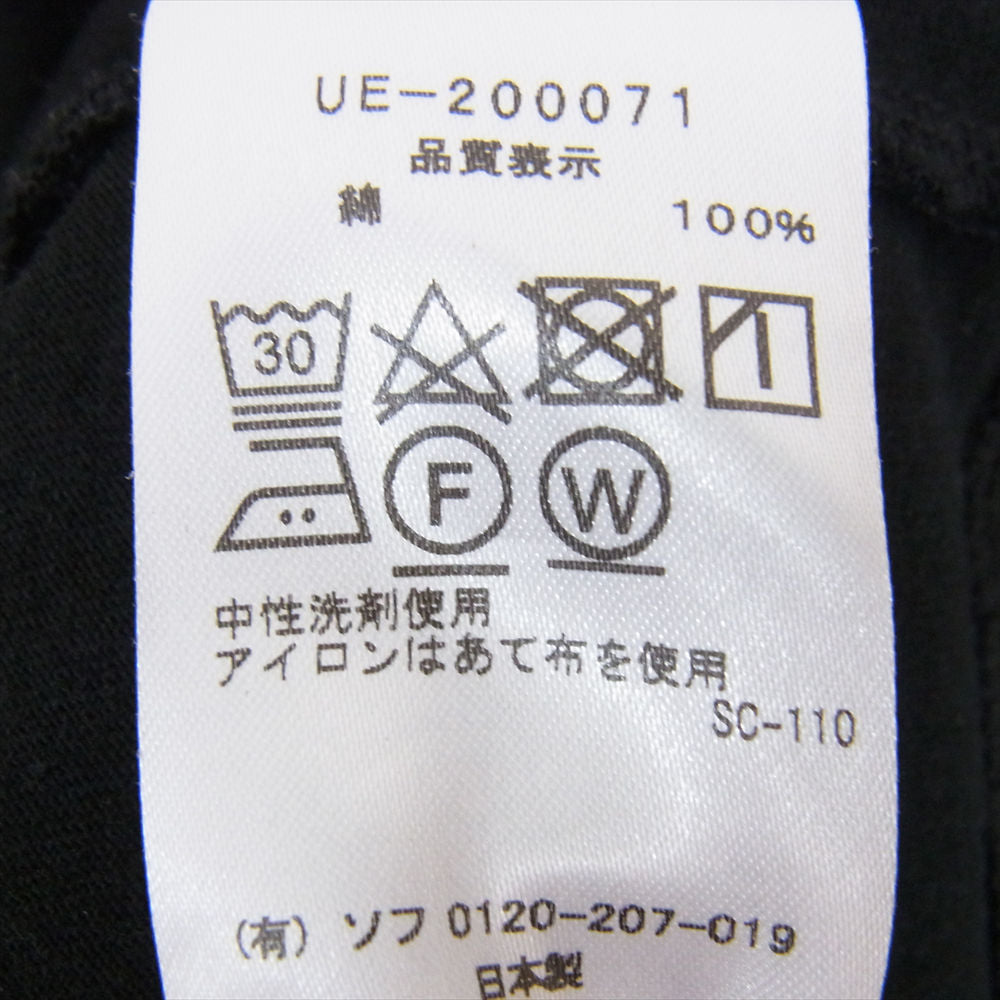 UE-200071
品質表示
綿 100%
30
F W
中性洗剤使用
アイロンはあて布を使用
SC-110
(有) ソフ 0120-207-019
日本製